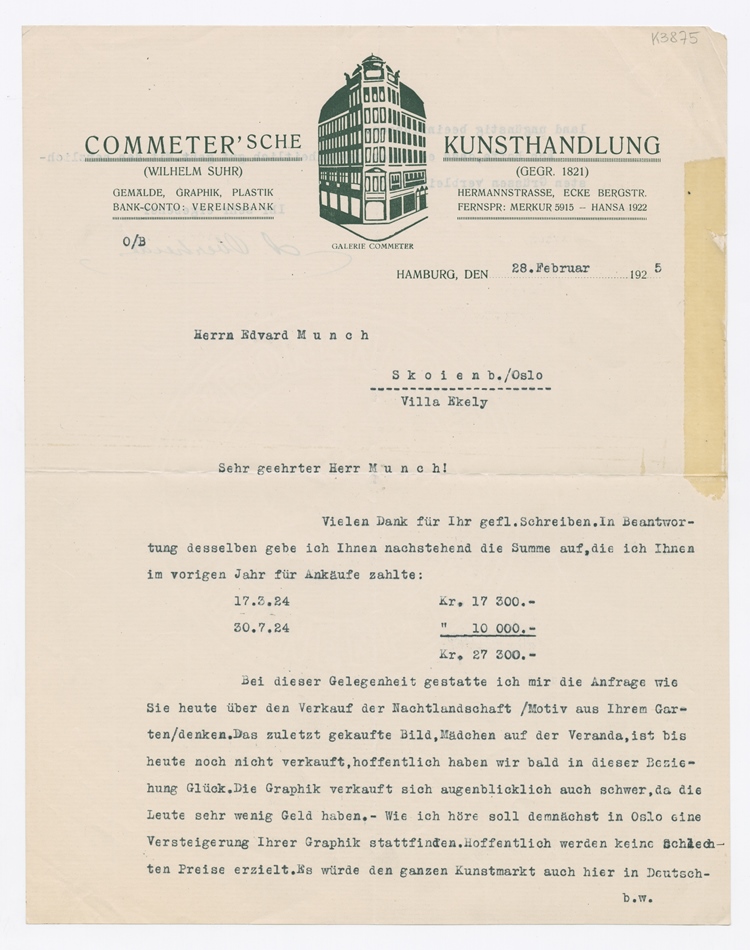 K3875
COMMETER'SCHE KUNSTHANDLUNG
(WILHELM SUHR) (GEGR. 1821)
GEMÄLDE, GRAPHIK, PLASTIK HERMANNSTRASSE, ECKE BERGSTR.
BANK-CONTO: VEREINSBANK FERNSPR: MERKUR 5915 – HANSA 1922
GALERIE COMMETER
O/B
HAMBURG, DEN 28.Februar 1925
Herrn Edvard M u n c h
S k o i e n b./Oslo
Villa Ekely
Sehr geehrter Herr M u n c h!
Vielen Dank für Ihr gefl.Schreiben.In Beantwor-
tung desselben gebe ich Ihnen nachstehend die Summe auf,die ich Ihnen
im vorigen Jahr für Ankäufe zahlte:
17.3.24 Kr. 17 300.-
30.7.24 " 10 000.-
Kr. 27 300.-
Bei dieser Gelegenheit gestatte ich mir die Anfrage wie
Sie heute über den Verkauf der Nachtlandschaft /Motiv aus Ihrem Gar-
ten/denken.Das zuletzt gekaufte Bild,Mädchen auf der Veranda,ist bis
heute noch nicht verkauft,hoffentlich haben wir bald in dieser Bezie-
hung Glück.Die Graphik verkauft sich augenblicklich auch schwer,da die
Leute sehr wenig Geld haben.- Wie ich höre soll demnächst in Oslo eine
Versteigerung Ihrer Graphik stattfinden.Hoffentlich werden keine Schlech-
ten Preise erzielt.Es würde den ganzen Kunstmarkt auch hier in Deutsch-
b.w.